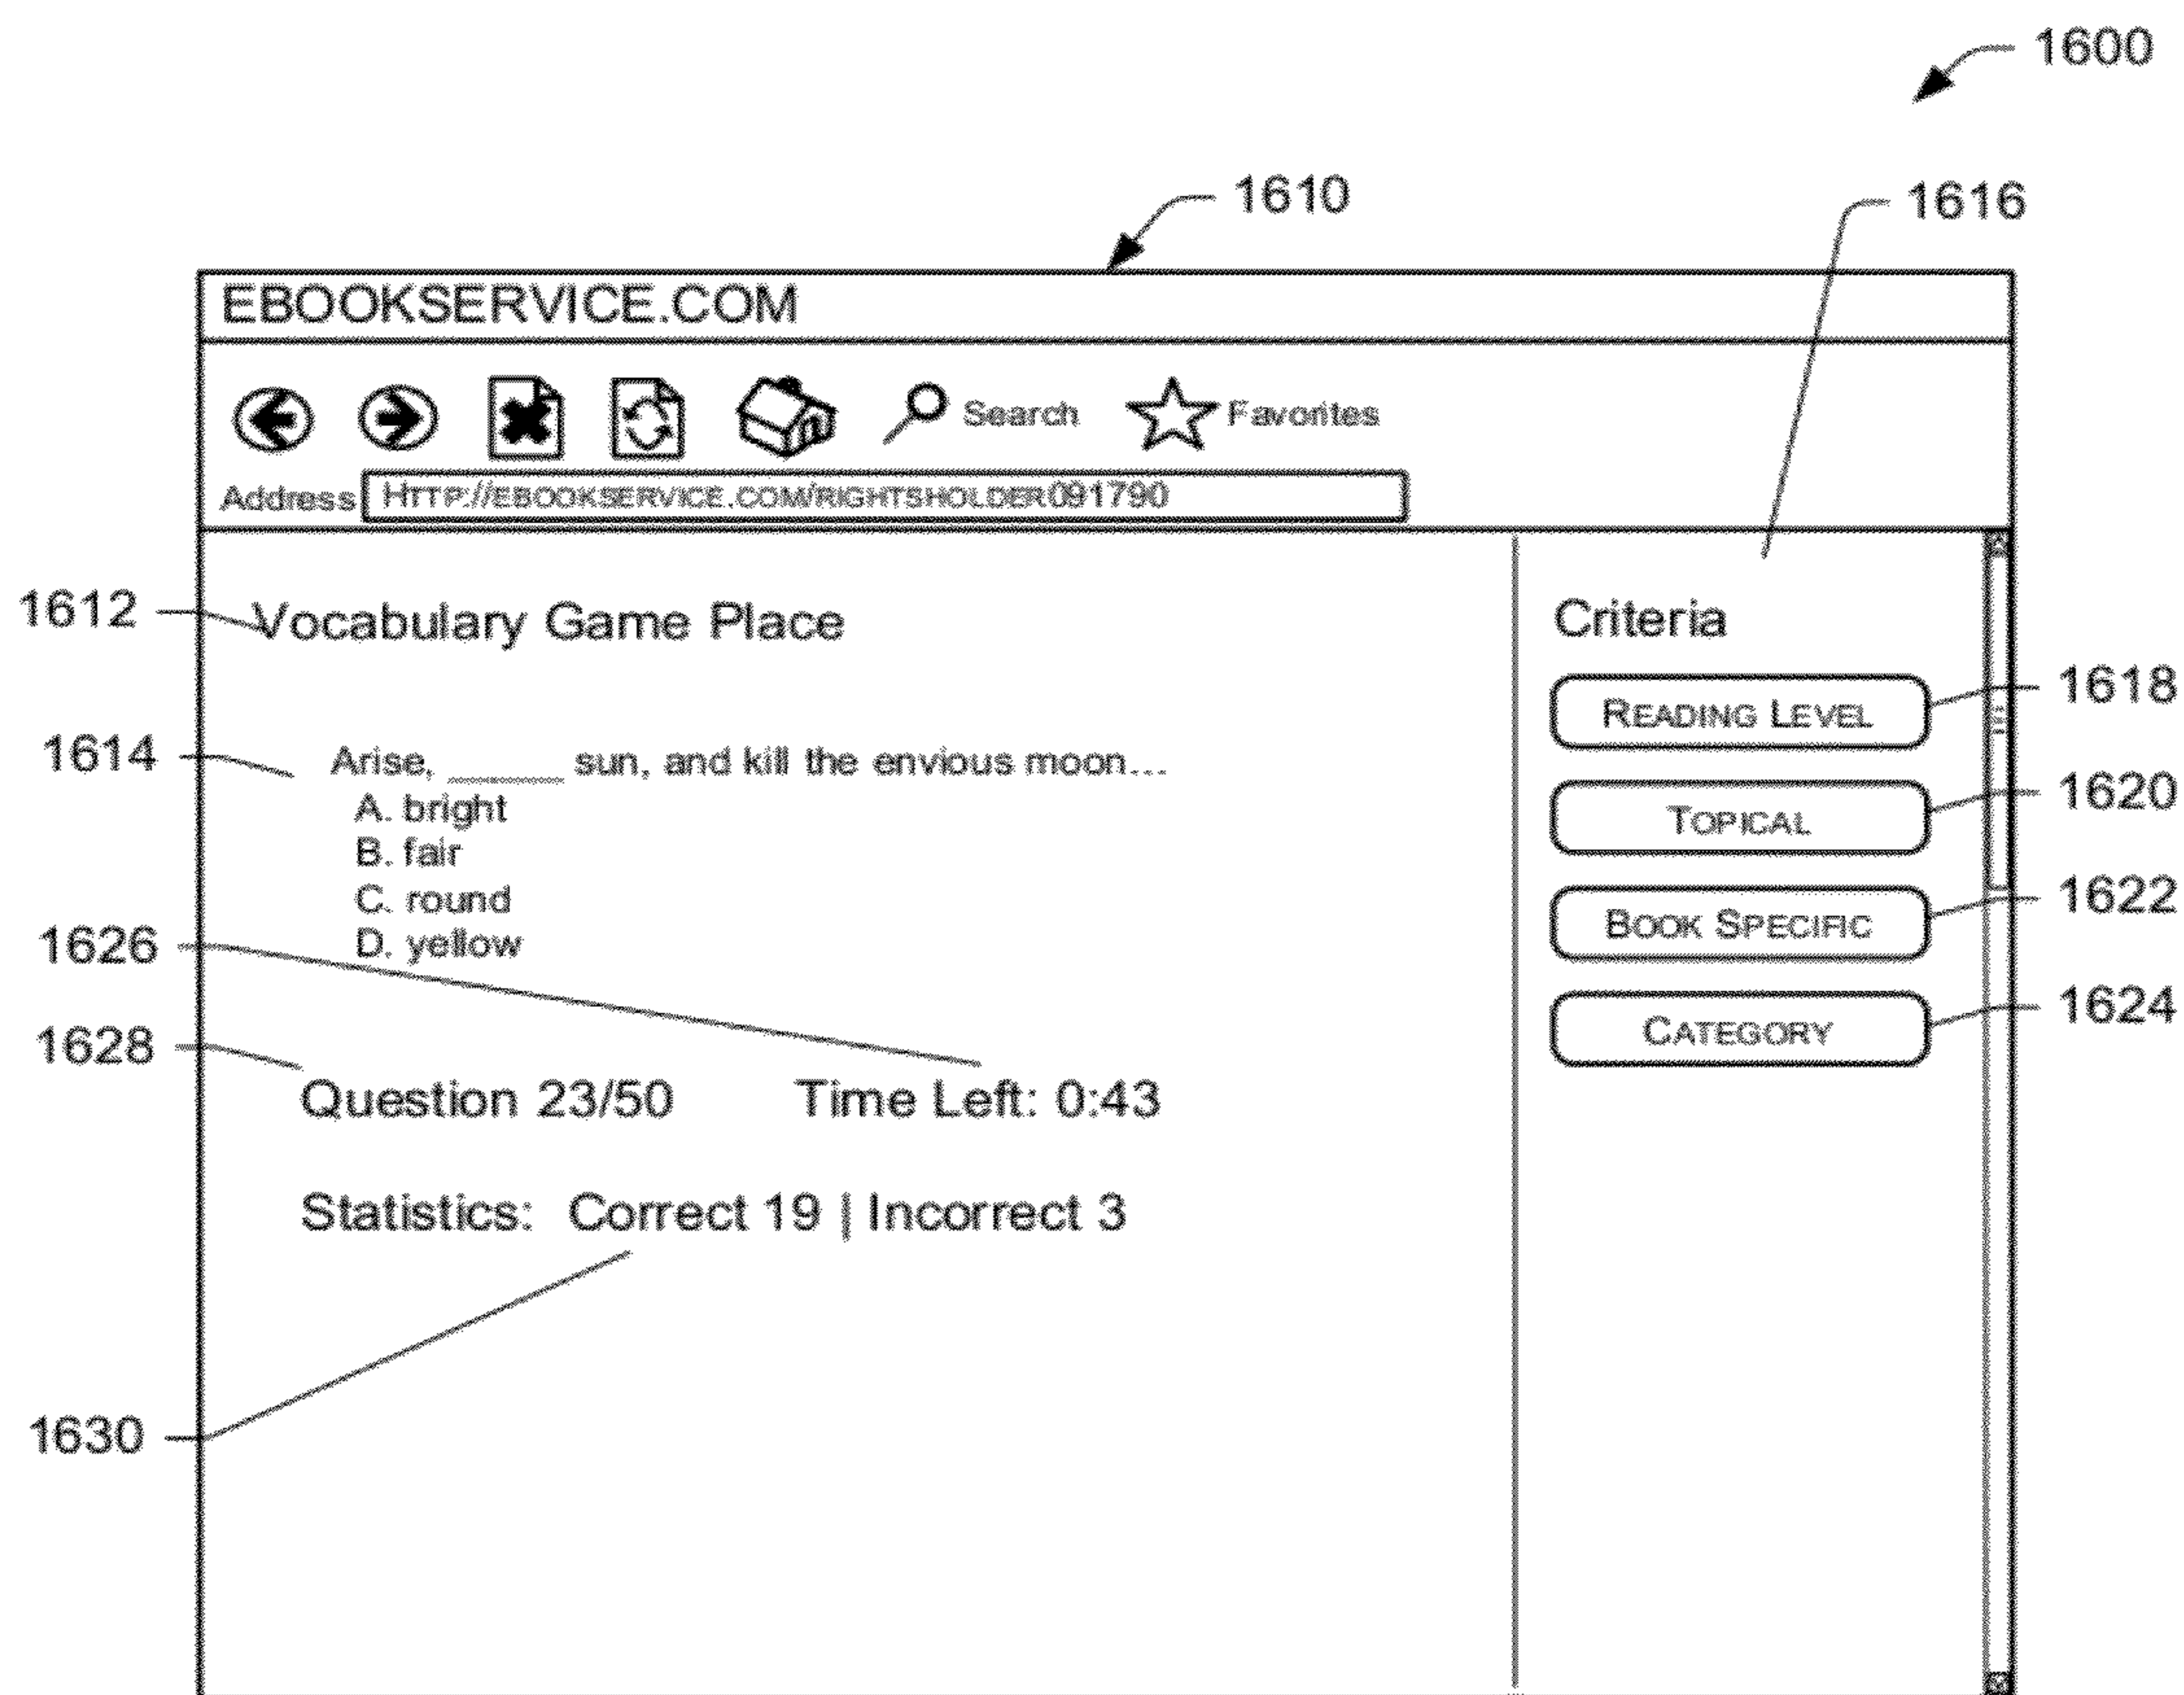 1600
1610
1616
EBOOKSERVICE.COM
Search
Favorites
Address HTTP://EBOOKSERVICE.COM/RIGHTSHOLDER091790
1612
Vocabulary Game Place
Criteria
1618
READING LEVEL
1614
Arise, ______ sun, and kill the envious moon...
A. bright
B. fair
C. round
D. yellow
1620
TOPICAL
1622
BOOK SPECIFIC
1624
CATEGORY
1626
1628
Question 23/50 Time Left: 0:43
Statistics: Correct 19 | Incorrect 3
1630